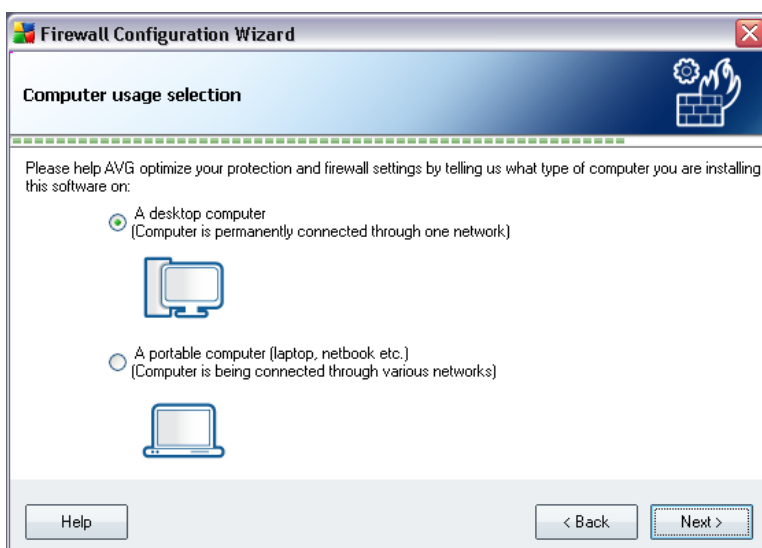 Firewall Configuration Wizard
Computer usage selection
Please help AVG optimize your protection and firewall settings by telling us what type of computer you are installing
this software on:
A desktop computer
(Computer is permanently connected through one network)
A portable computer (laptop, netbook etc.)
(Computer is being connected through various networks)
Help
< Back
Next >